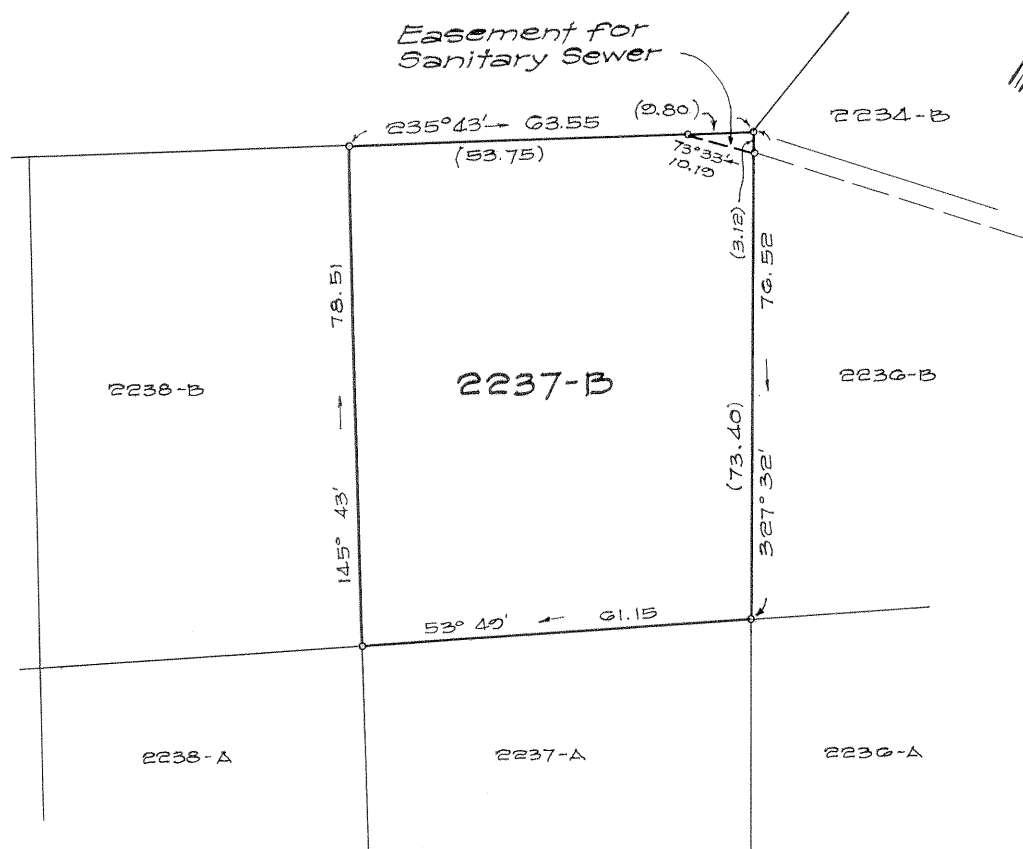 Easement for
Sanitary Sewer
2234-B
(9.80)
235°43' 63.55
(53.75)
73°33'
10.19
(3.12)
76.52
78.51
2238-B
2237-B
2236-B
(73.40)
327° 32'
145° 43'
53° 49' 61.15
2238-A
2237-A
2236-A